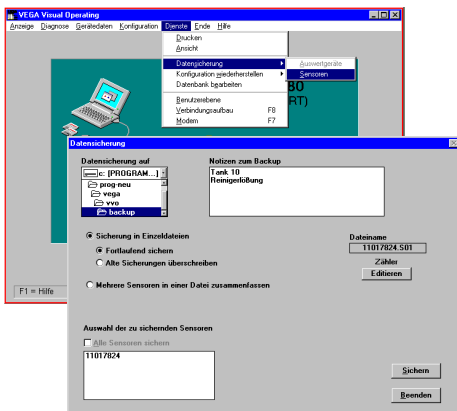 VEGA Visual Operating
Anzeige Diagnose Gerätedaten Konfiguration Dienste Ende Hilfe
Drucken
Ansicht
Datensicherung
Auswertgeräte
Konfiguration wiederherstellen
Sensoren
Datenbank bearbeiten
BO
RT)
Benutzerebene
Verbindungsaufbau F8
Modem F7
Datensicherung
Datensicherung auf
Notizen zum Backup
c: [PROGRAM...]
Tank 10
Reinigerlößung
prog-neu
vega
vvo
backup
Sicherung in Einzeldateien
Dateiname
Fortlaufend sichern
11017824.S01
Alte Sicherungen überschreiben
Zähler
Editieren
Mehrere Sensoren in einer Datei zusammenfassen
F1 = Hilfe
Auswahl der zu sichernden Sensoren
Alle Sensoren sichern
11017824
Sichern
Beenden